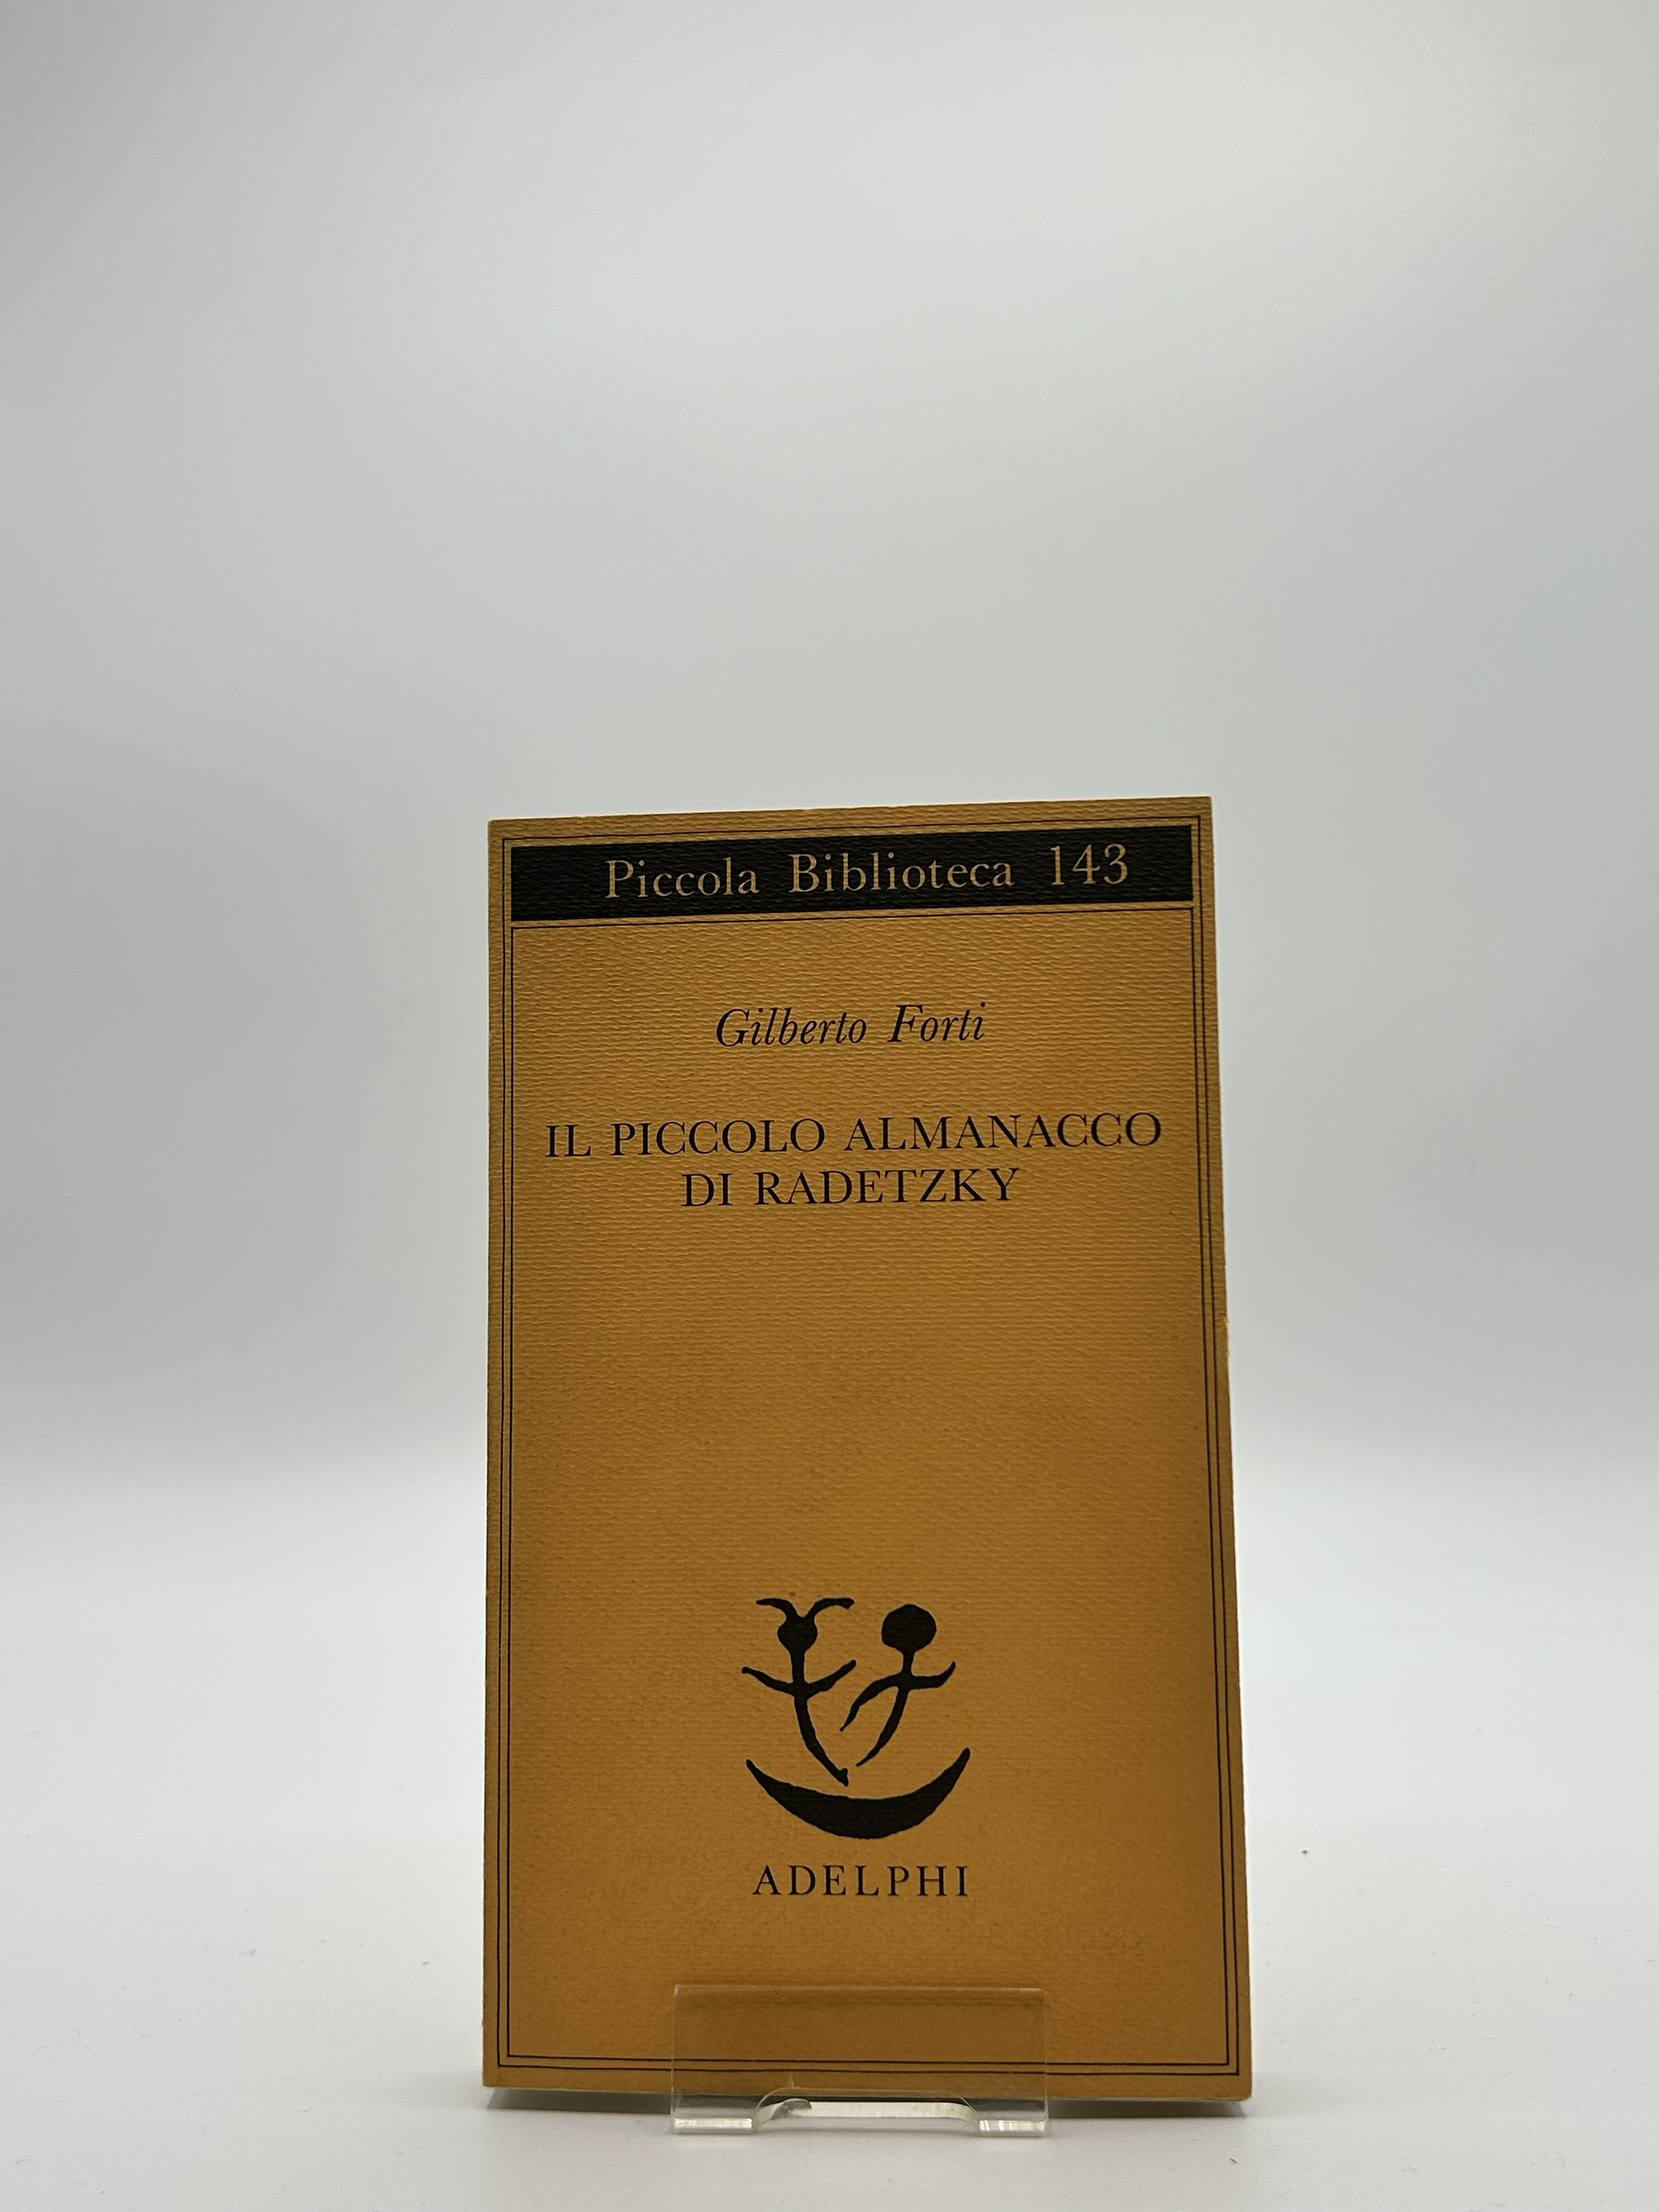 Piccola Biblioteca 143
Gilberto Forti
IL PICCOLO ALMANACCO
DI RADETZKY
ADELPHI